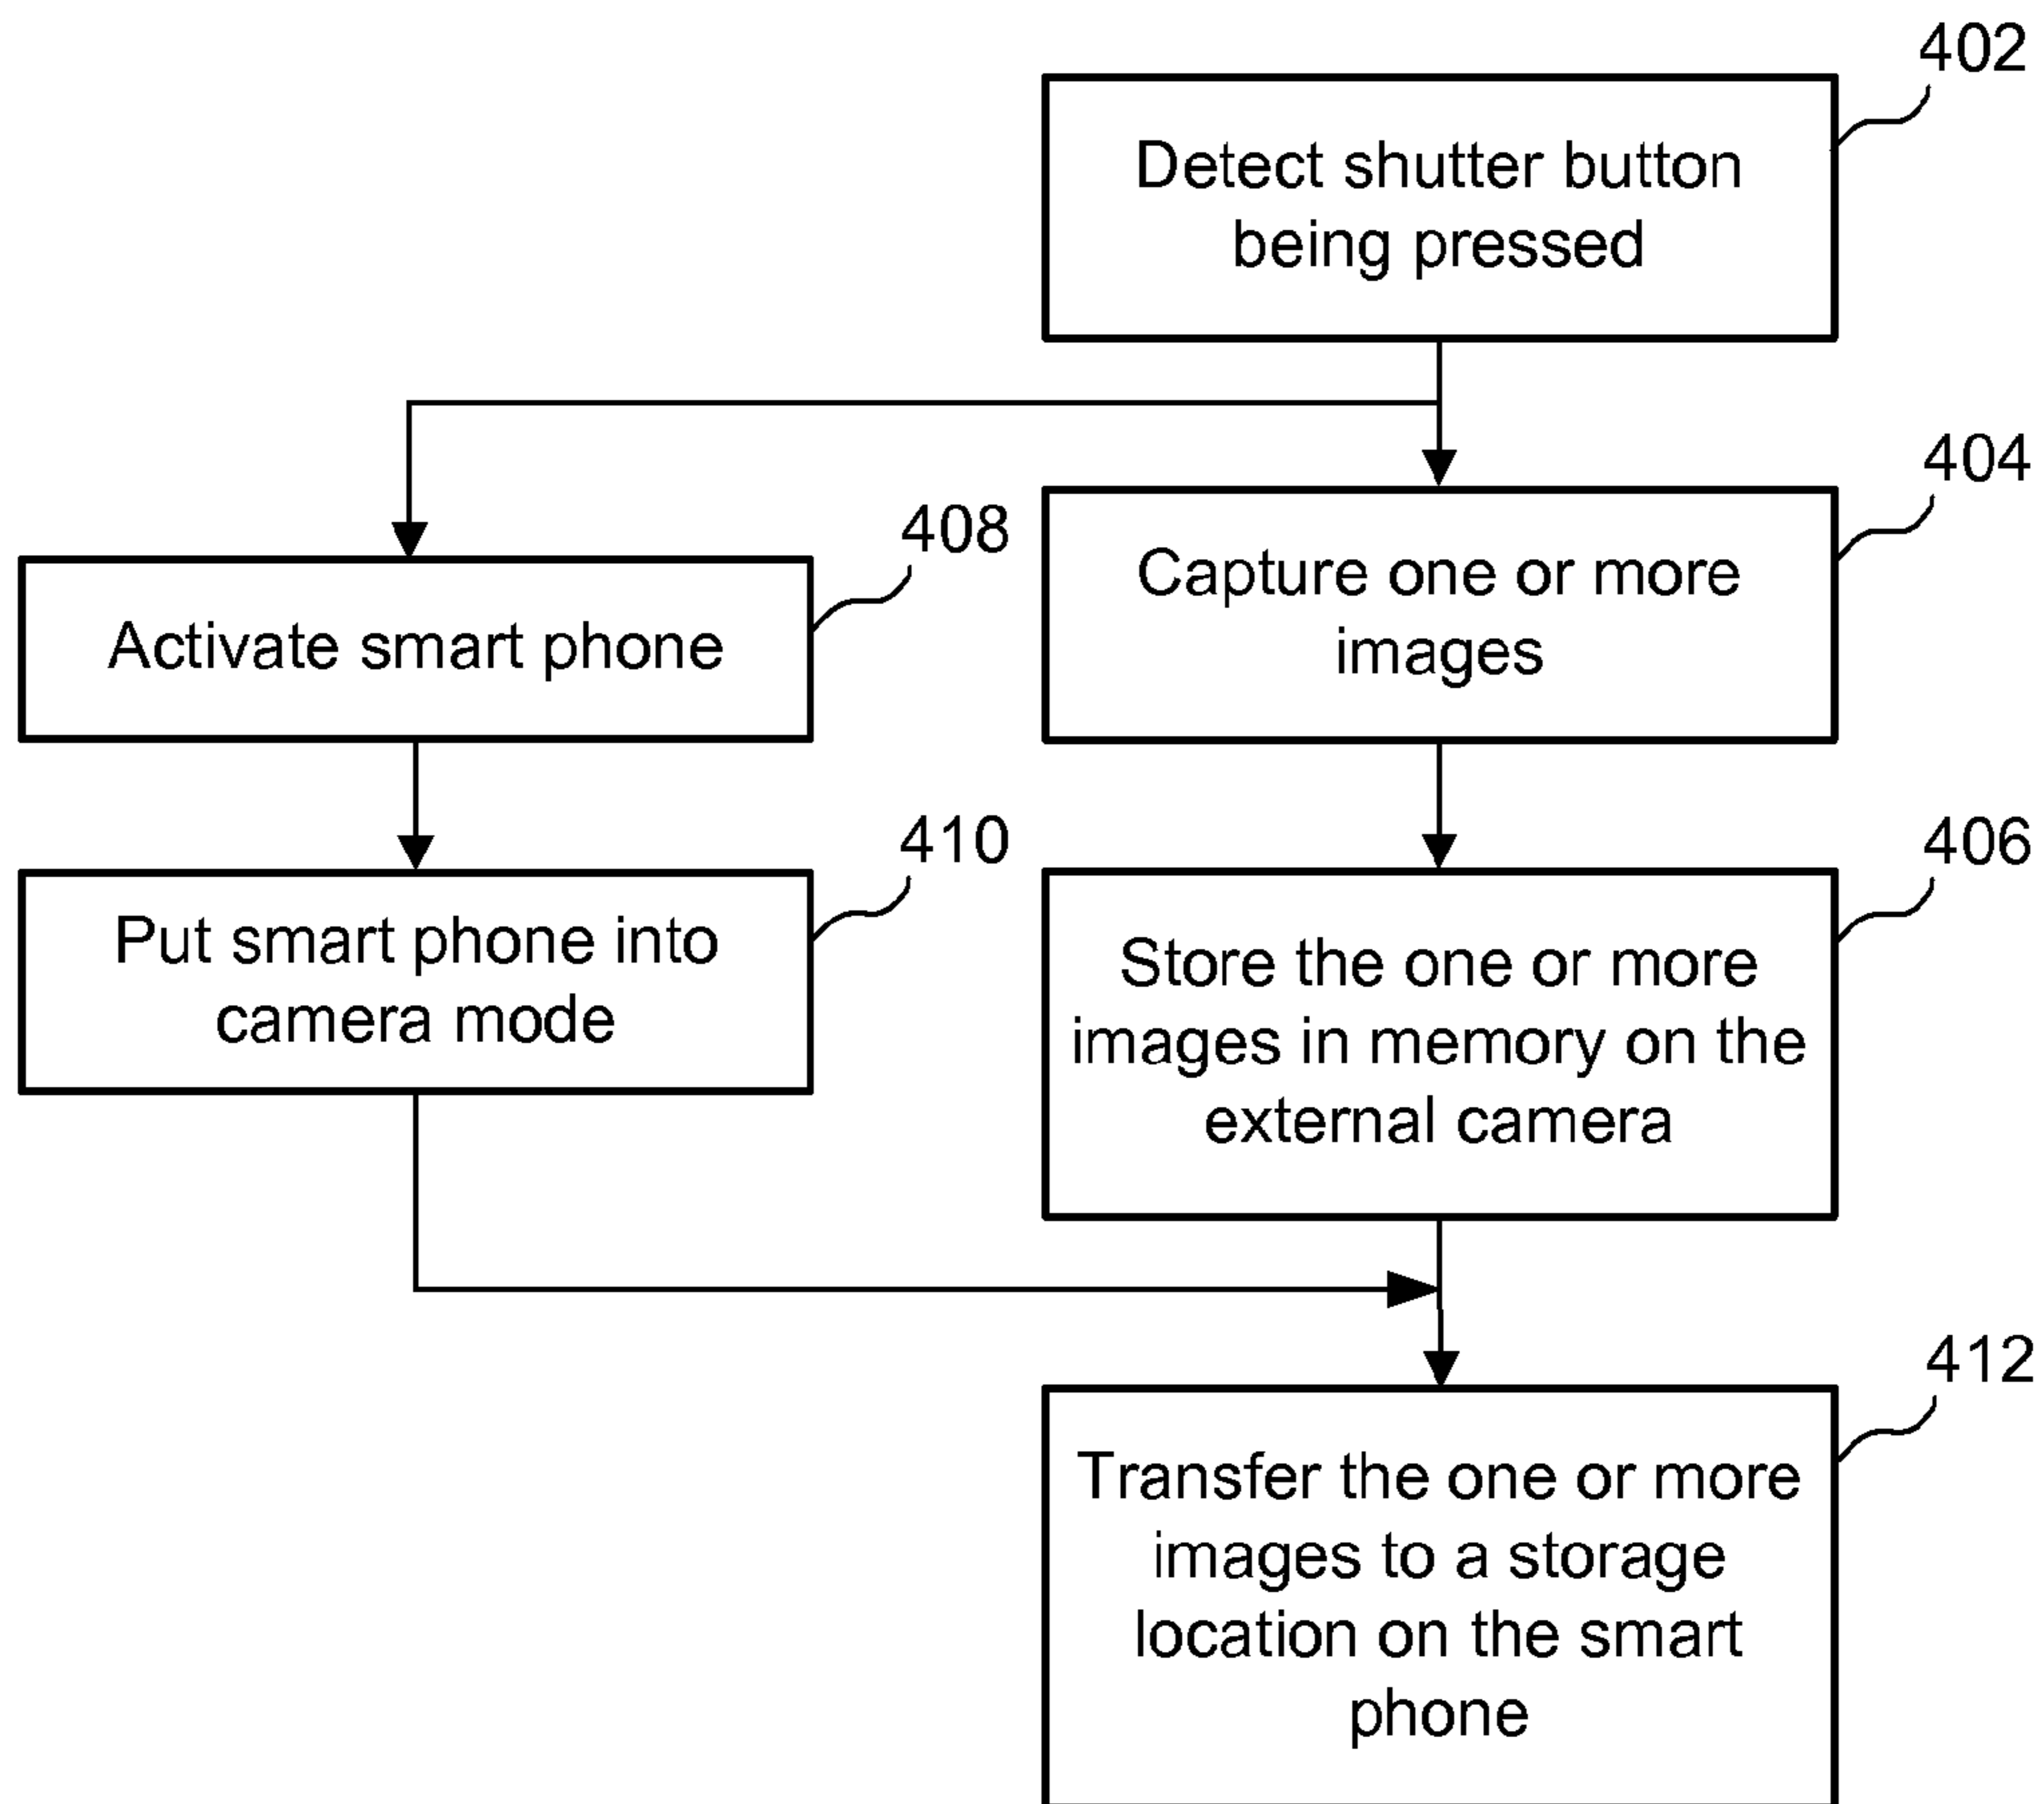 402
Detect shutter button
being pressed
404
Capture one or more
images
408
Activate smart phone
410
Put smart phone into
camera mode
406
Store the one or more
images in memory on the
external camera
412
Transfer the one or more
images to a storage
location on the smart
phone